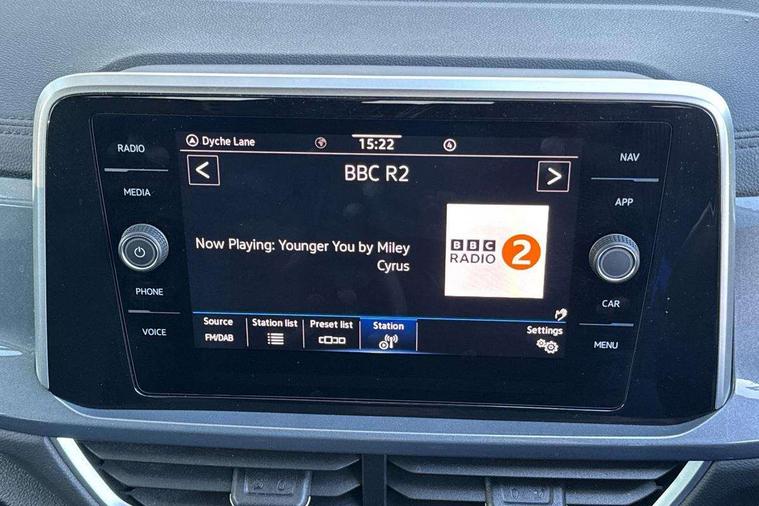 RADIO
MEDIA
PHONE
VOICE
Dyche Lane
15:22
4
<
BBC R2
>
Now Playing: Younger You by Miley
Cyrus
BBC
RADIO 2
Source
FM/DAB
Station list
Preset list
Station
Settings
NAV
APP
CAR
MENU